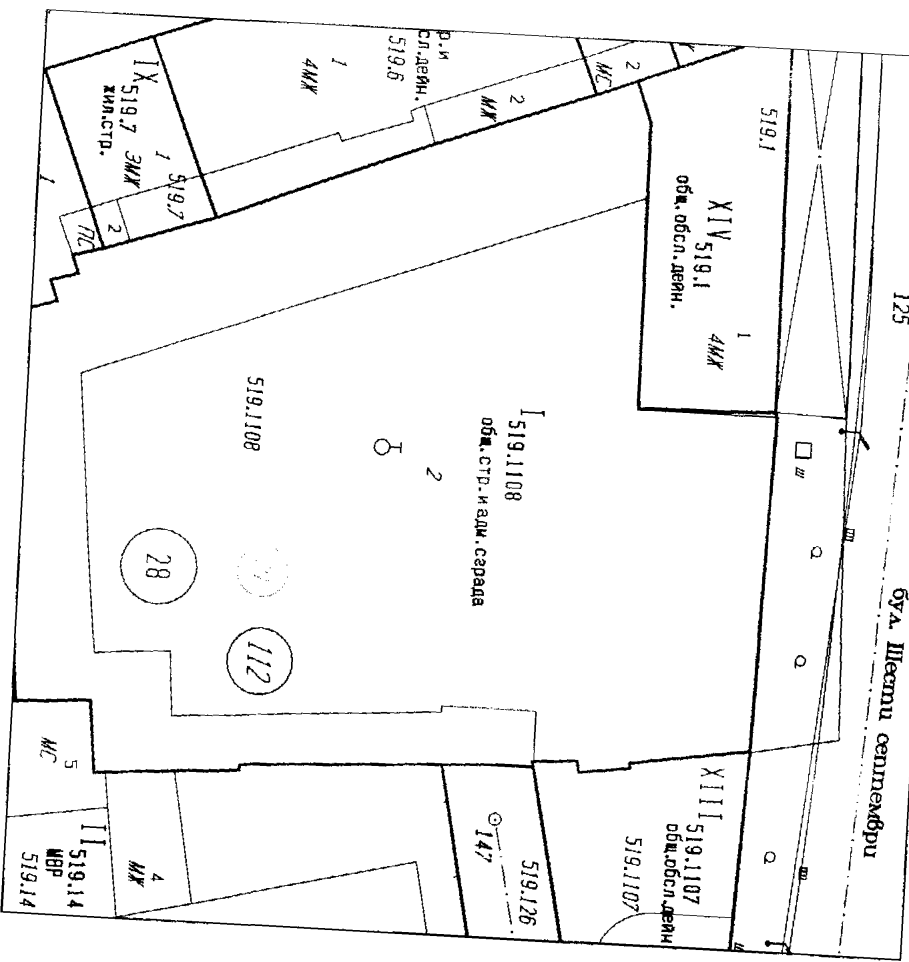 125
бул. Шести септември
519.1
XIV 519.1
общ. обсл. дейн.
1
4МЖ
р. и
сл. дейн.
519.6
1
4МЖ
2
МЖ
2
МС
IX 519.7
жил. стр.
1 519.7
3МЖ
2
ПС
1
I 519.1108
общ. стр. и адм. сграда
2
519.1108
28
112
XIII 519.1107
общ. обсл. дейн
519.1107
519.126
147
5
МС
4
МЖ
II 519.14
МВР
519.14